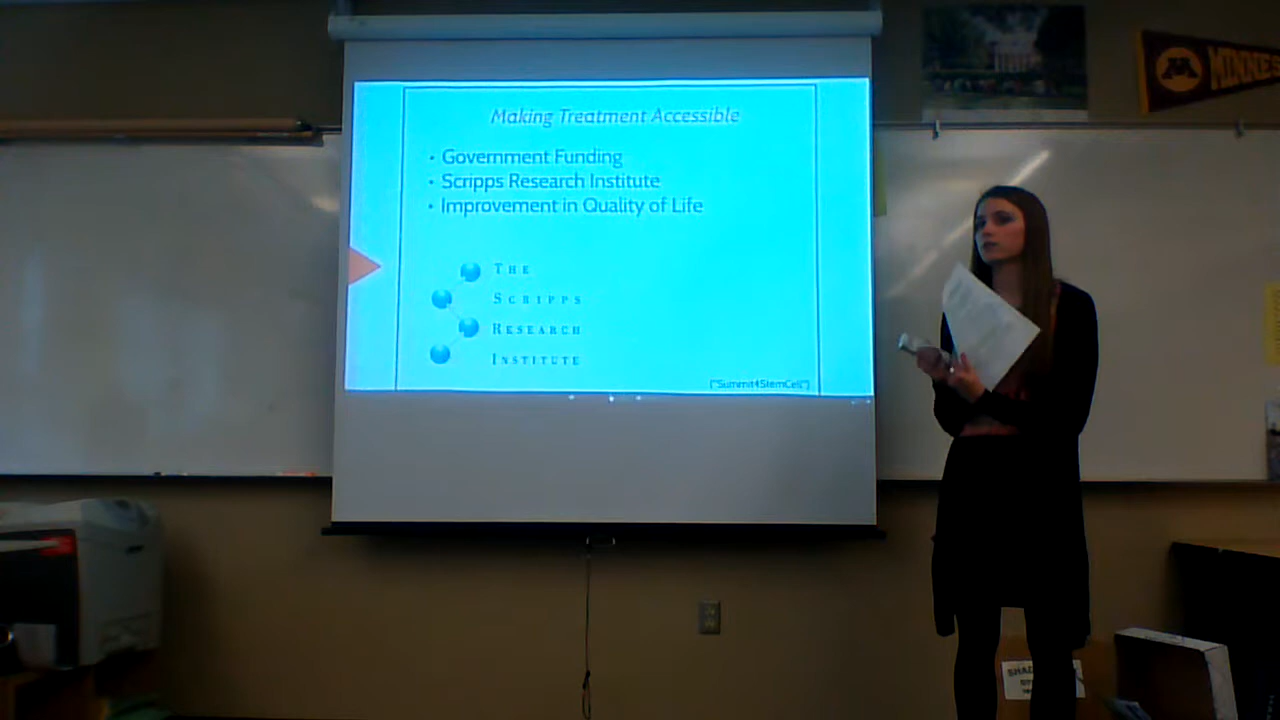 Making Treatment Accessible
• Government Funding
• Scripps Research Institute
• Improvement in Quality of Life
THE
SCRIPPS
RESEARCH
INSTITUTE
("Summit4StemCell")
M MINNES
SHA